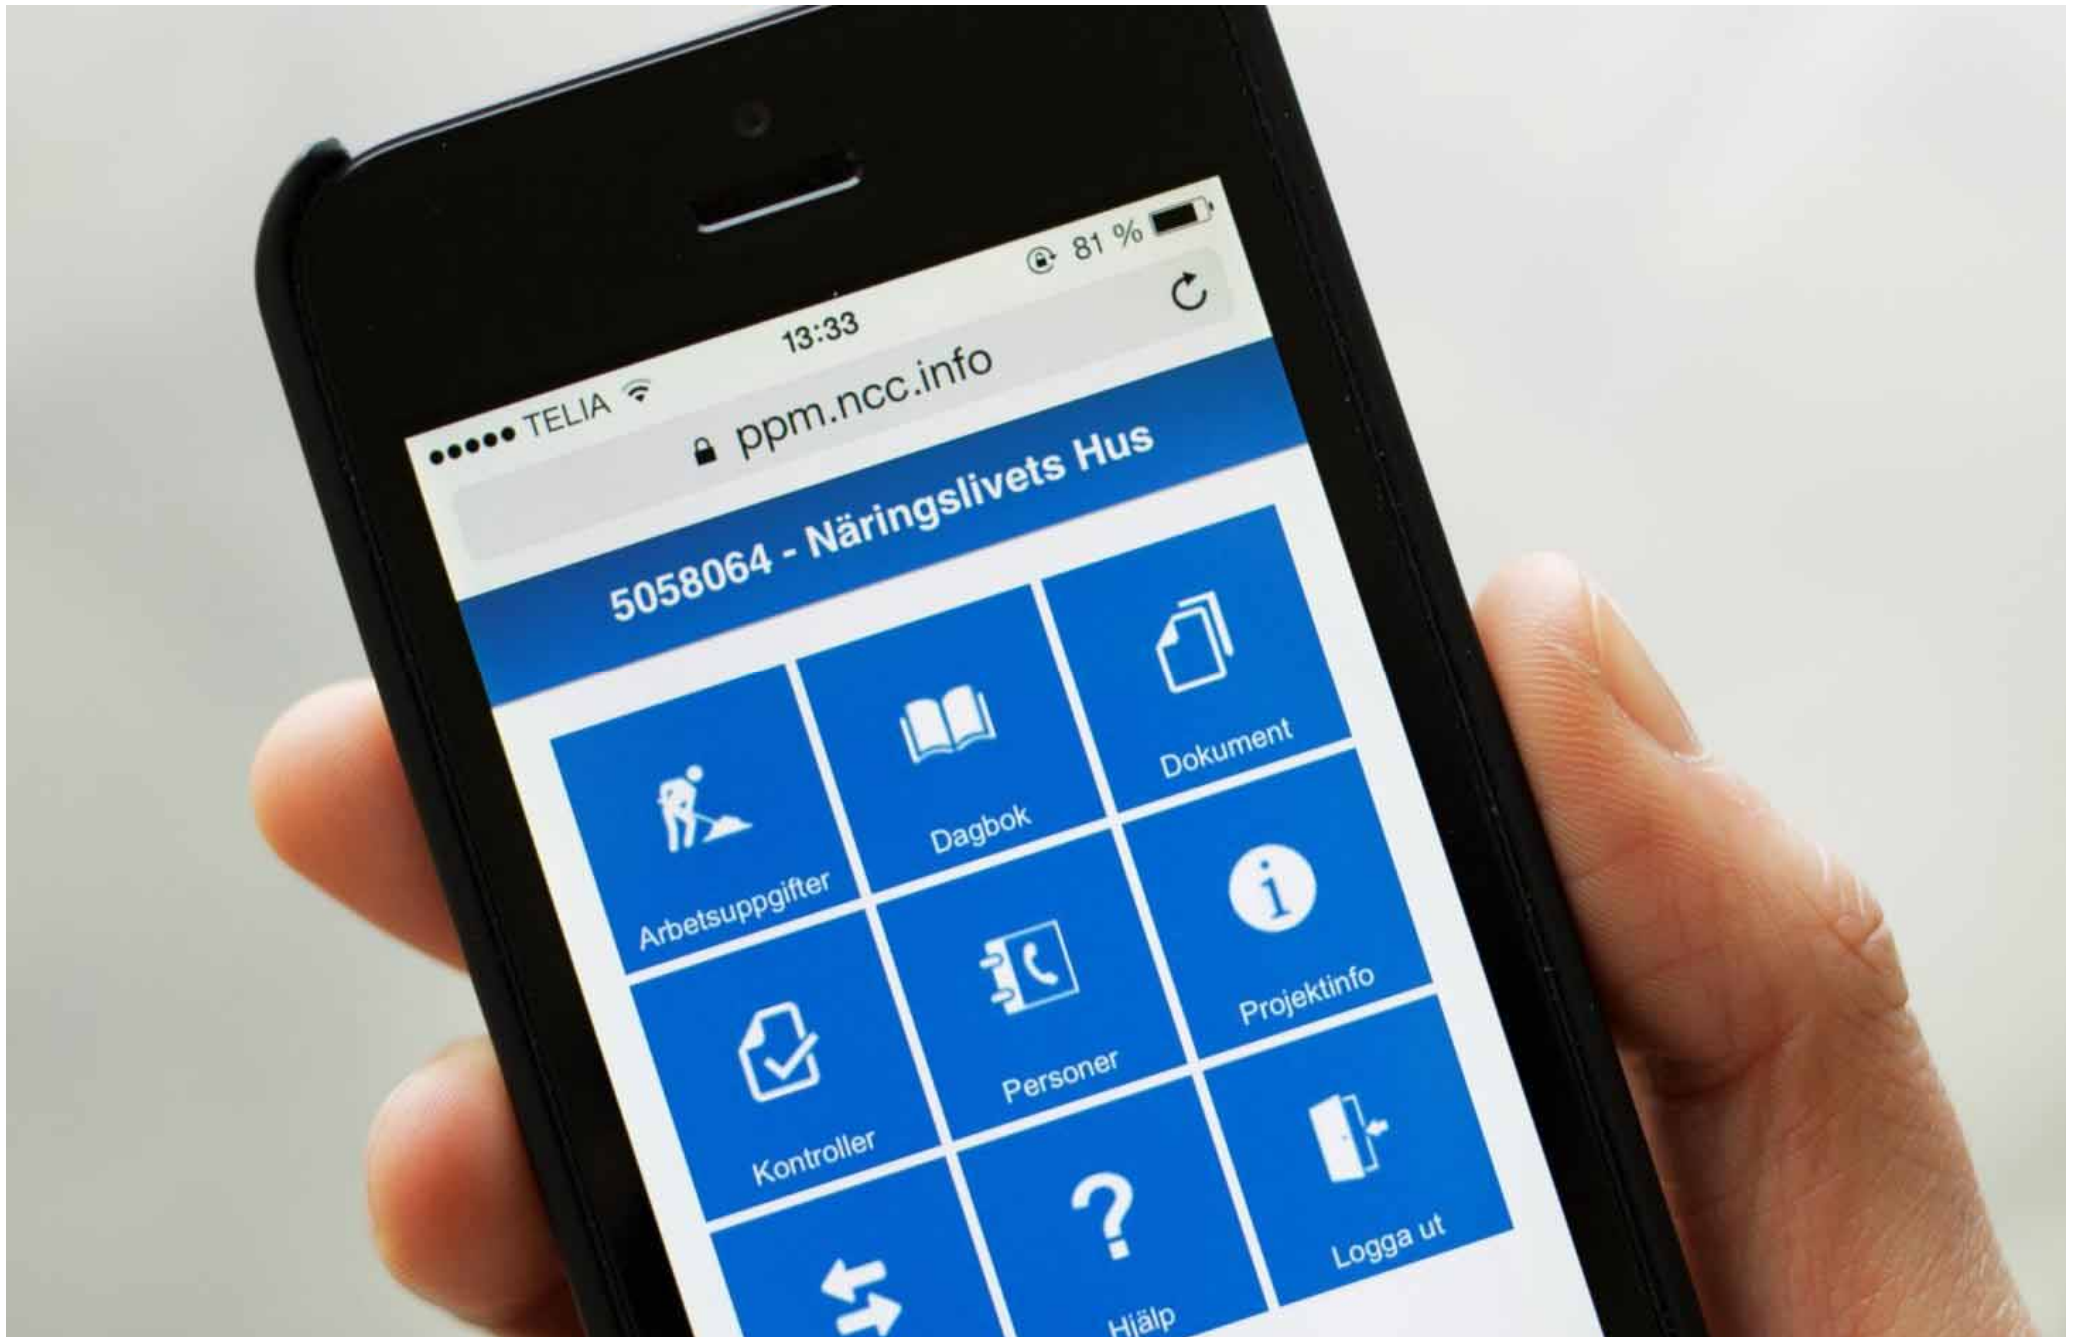 ●●●●● TELIA 13:33 81 %
ppm.ncc.info
5058064 - Näringslivets Hus
Arbetsuppgifter
Dagbok
Dokument
Kontroller
Personer
Projektinfo
Hjälp
Logga ut